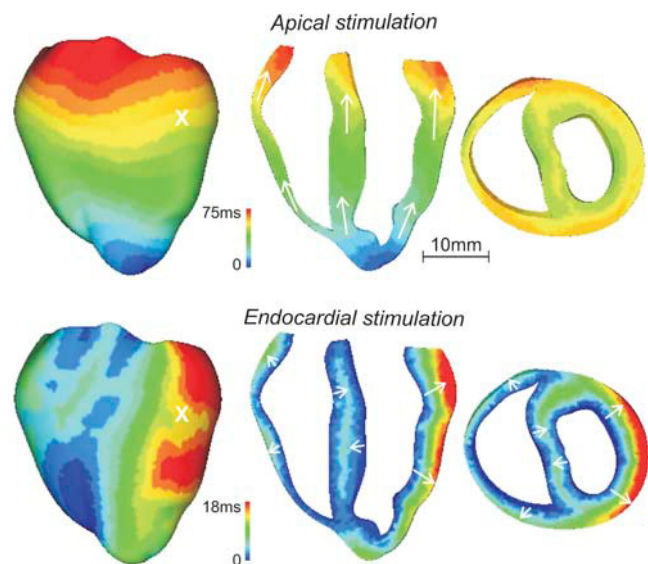 Apical stimulation
X
75ms
0
10mm
Endocardial stimulation
X
18ms
0